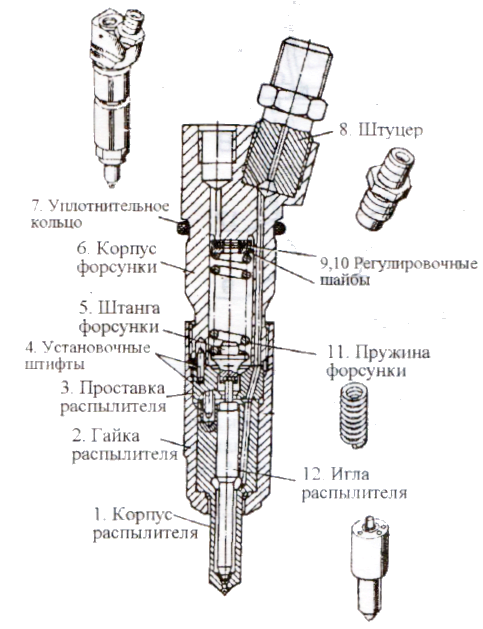 8. Штуцер
7. Уплотнительное
кольцо
6. Корпус
форсунки
9,10 Регулировочные
шайбы
5. Штанга
форсунки
4. Установочные
штифты
11. Пружина
форсунки
3. Проставка
распылителя
2. Гайка
распылителя
12. Игла
распылителя
1. Корпус
распылителя